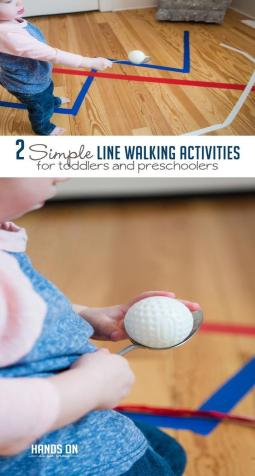 2 Simple LINE WALKING ACTIVITIES
for toddlers and preschoolers
HANDS ON